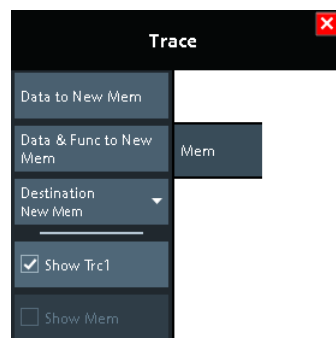 Trace
Data to New Mem
Data & Func to New
Mem
Mem
Destination
New Mem
Show Trc1
Show Mem